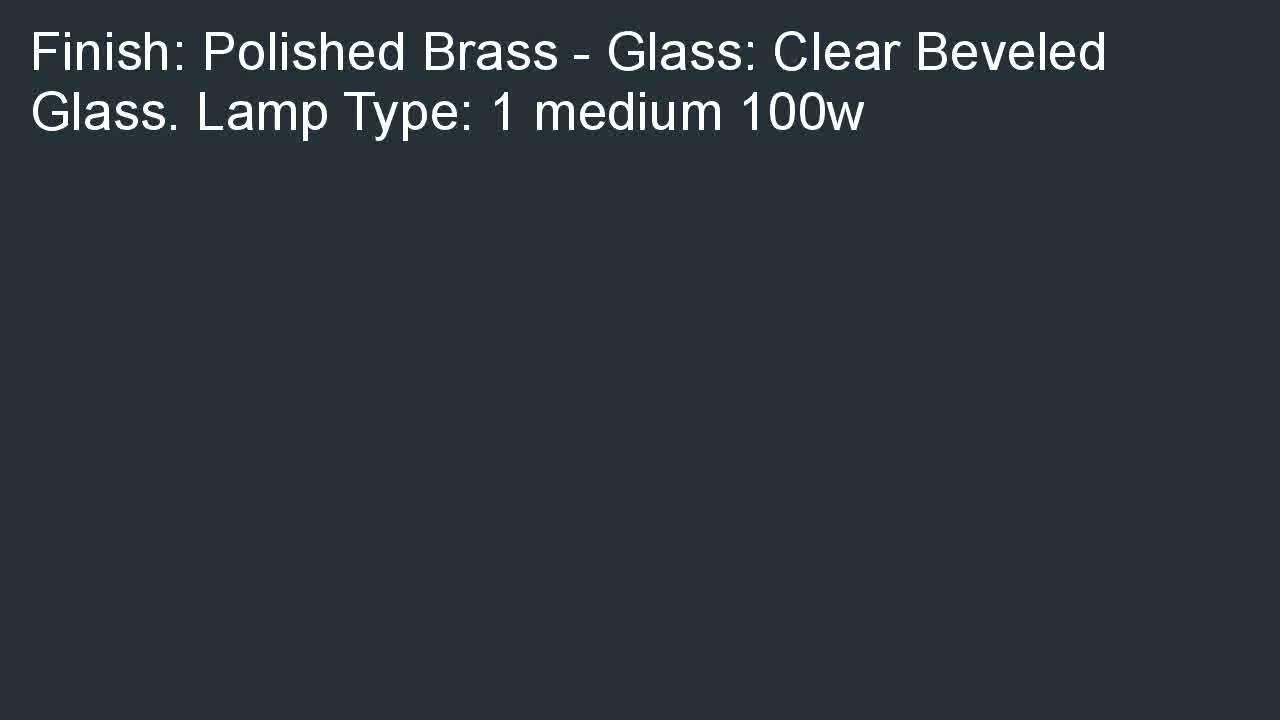 Finish: Polished Brass - Glass: Clear Beveled
Glass. Lamp Type: 1 medium 100w